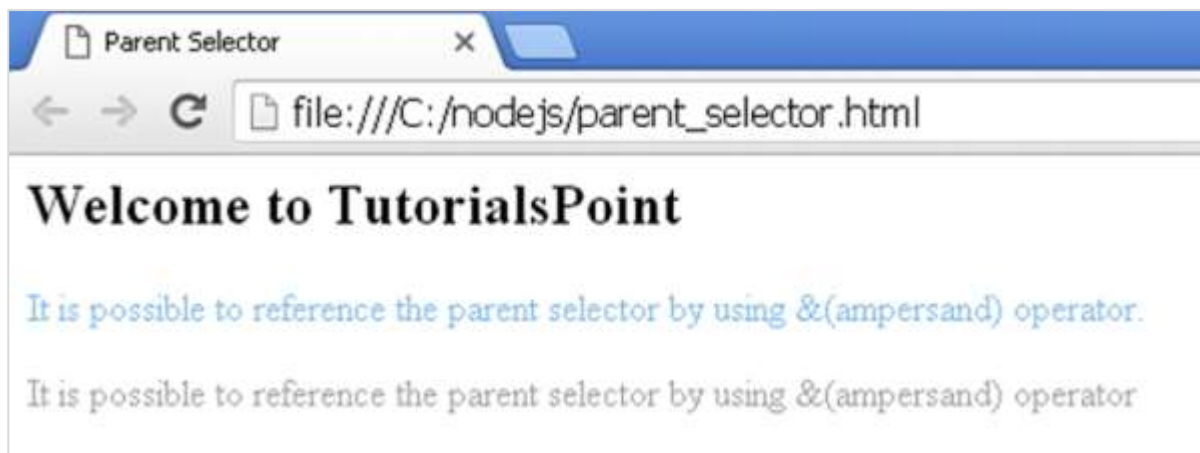 Parent Selector
file:///C:/nodejs/parent_selector.html
Welcome to TutorialsPoint
It is possible to reference the parent selector by using &(ampersand) operator.
It is possible to reference the parent selector by using &(ampersand) operator